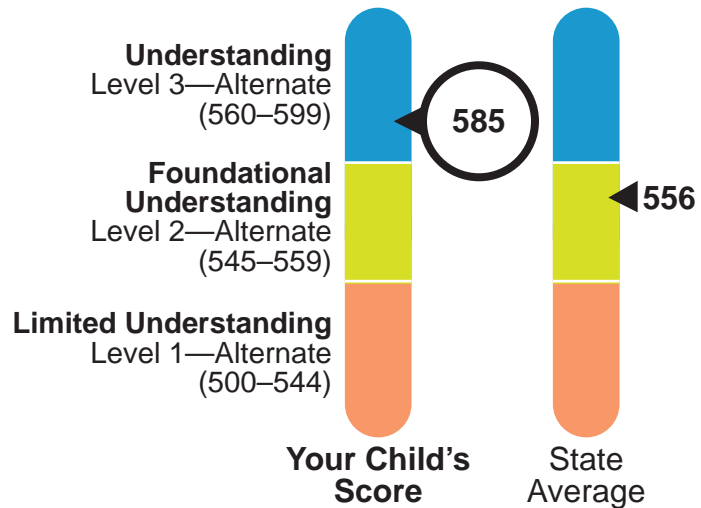 Understanding
Level 3—Alternate
(560–599)
585
Foundational
Understanding
Level 2—Alternate
(545–559)
556
Limited Understanding
Level 1—Alternate
(500–544)
Your Child’s
Score
State
Average